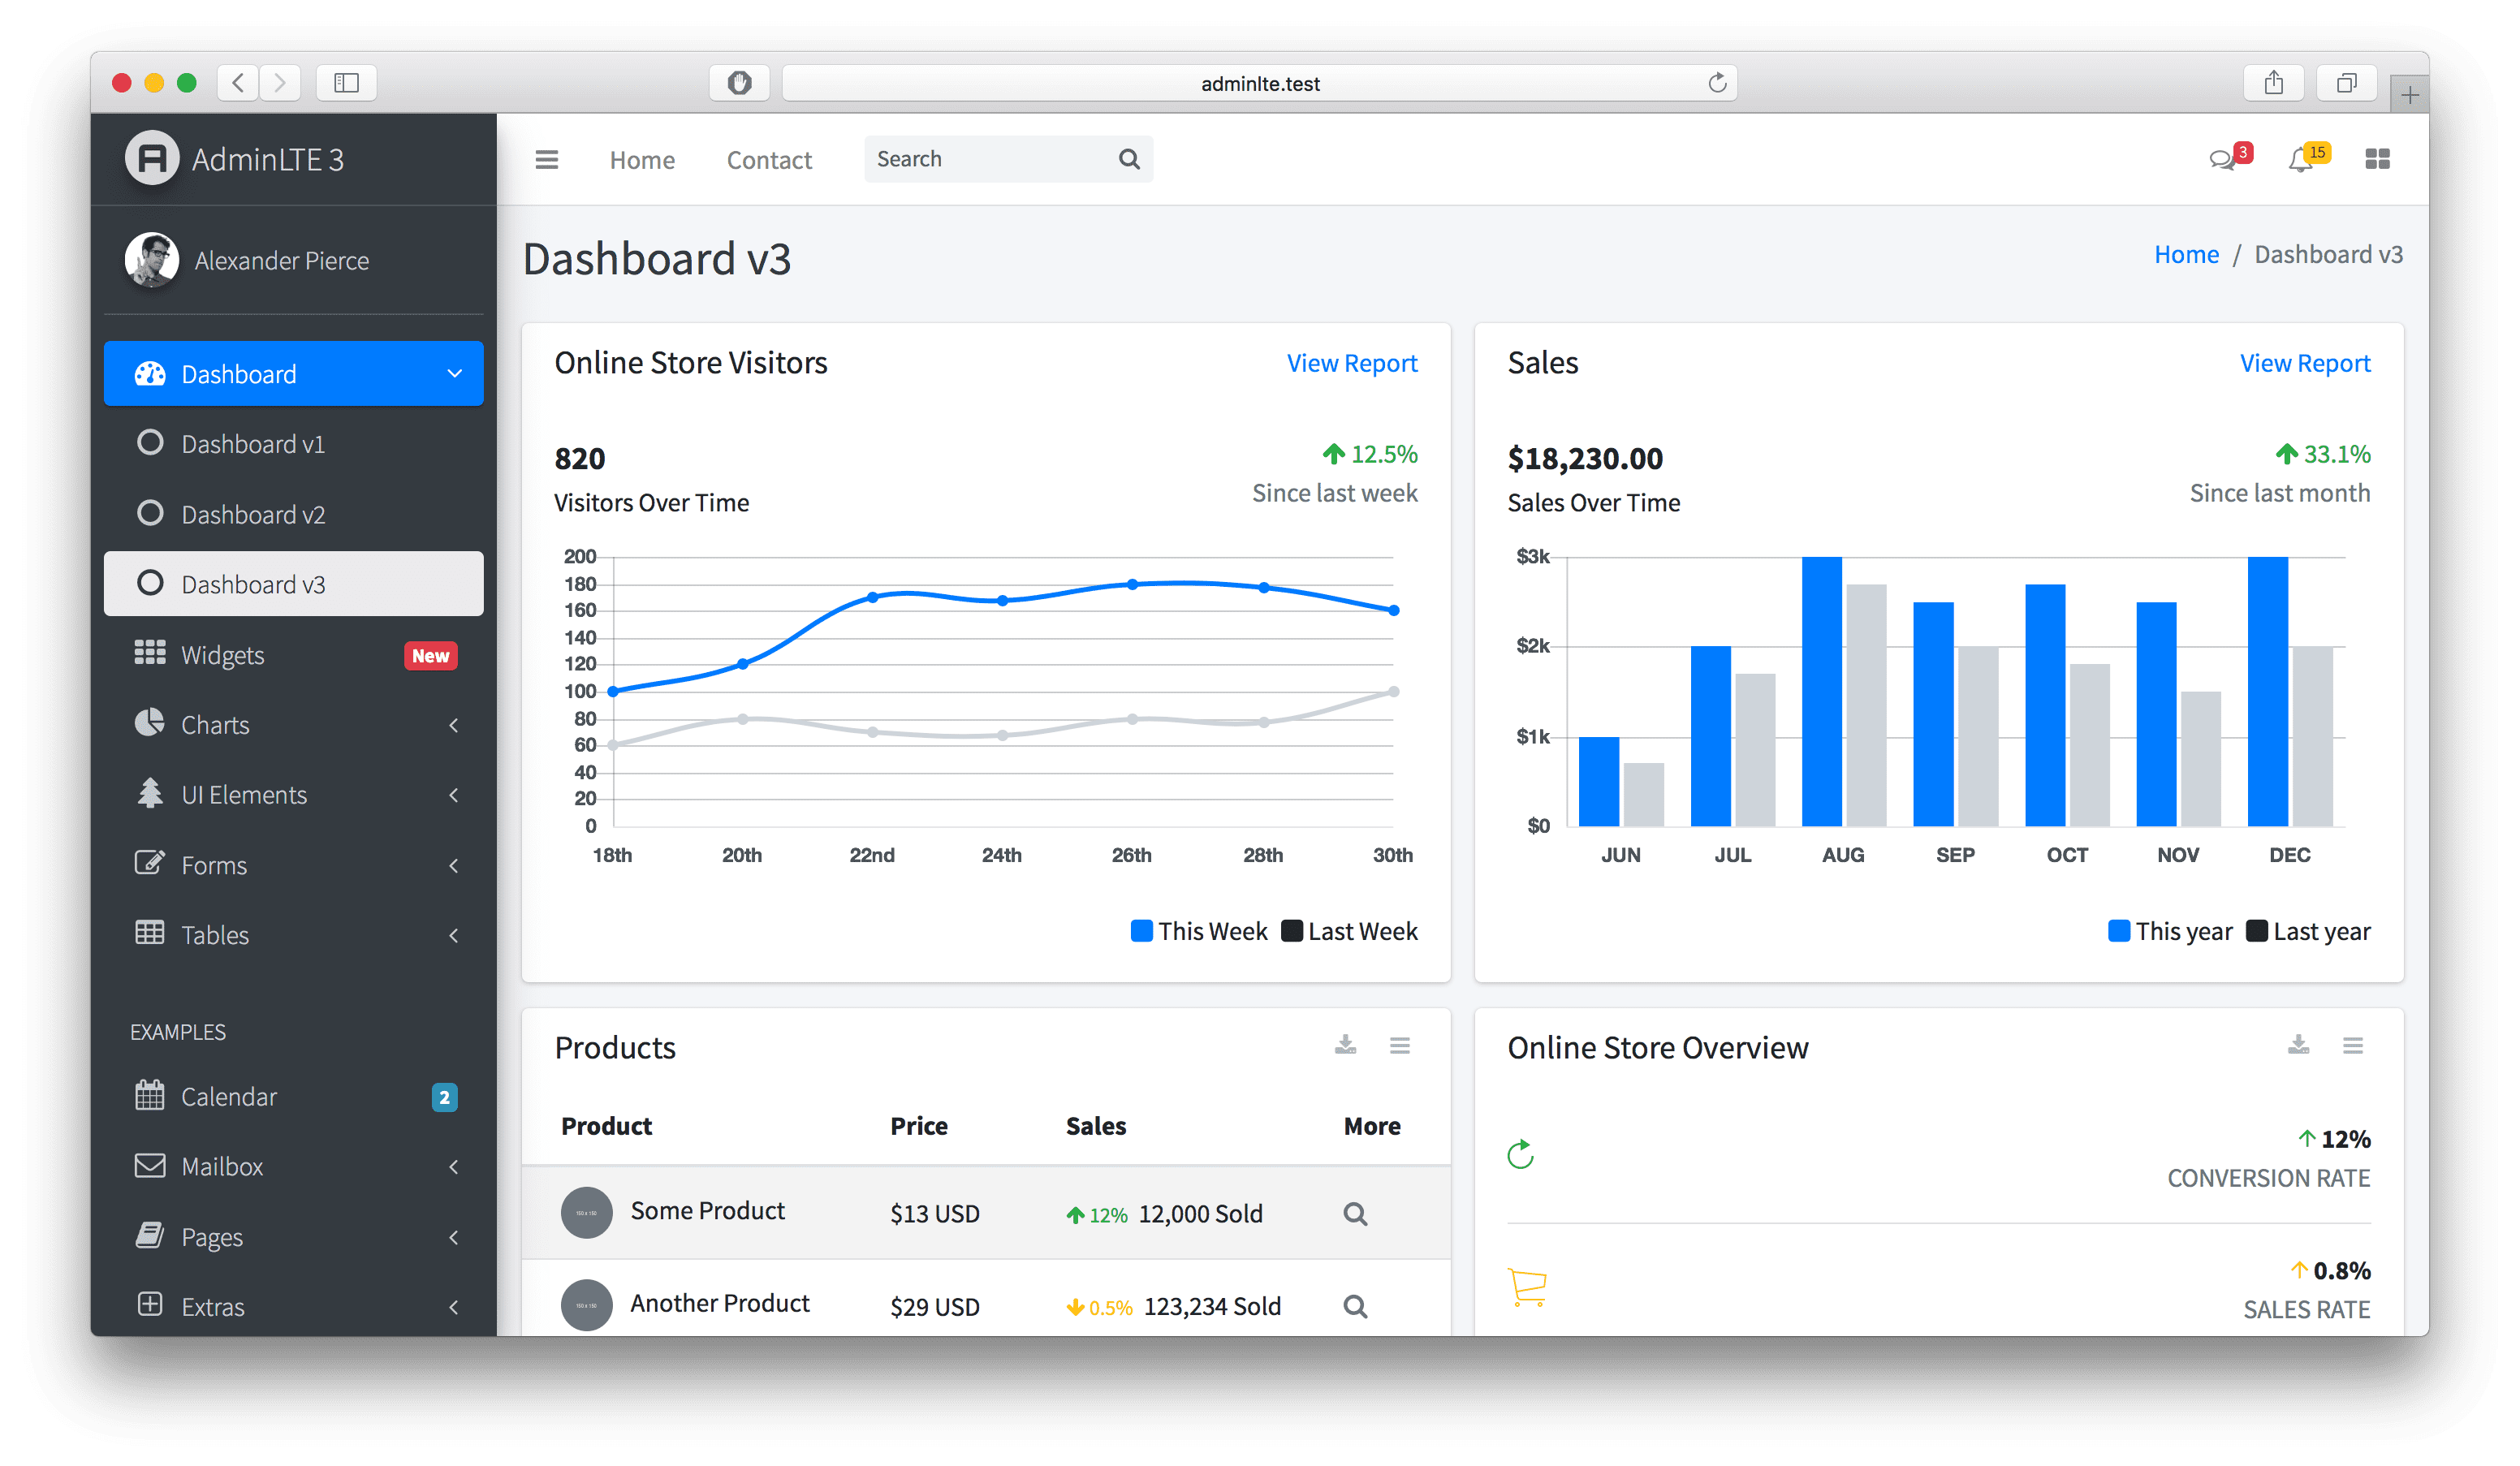 adminlte.test
AdminLTE 3
Home Contact Search 3 15
Alexander Pierce
Dashboard v3
Home / Dashboard v3
Dashboard
Dashboard v1
Dashboard v2
Dashboard v3
Widgets New
Charts
UI Elements
Forms
Tables
EXAMPLES
Calendar 2
Mailbox
Pages
Extras
Online Store Visitors View Report
820 12.5%
Visitors Over Time Since last week
200
180
160
140
120
100
80
60
40
20
0
18th 20th 22nd 24th 26th 28th 30th
This Week Last Week
Sales View Report
$18,230.00 33.1%
Sales Over Time Since last month
$3k
$2k
$1k
$0
JUN JUL AUG SEP OCT NOV DEC
This year Last year
Products
Product Price Sales More
150 x 150 Some Product $13 USD 12% 12,000 Sold
150 x 150 Another Product $29 USD 0.5% 123,234 Sold
Online Store Overview
12%
CONVERSION RATE
0.8%
SALES RATE